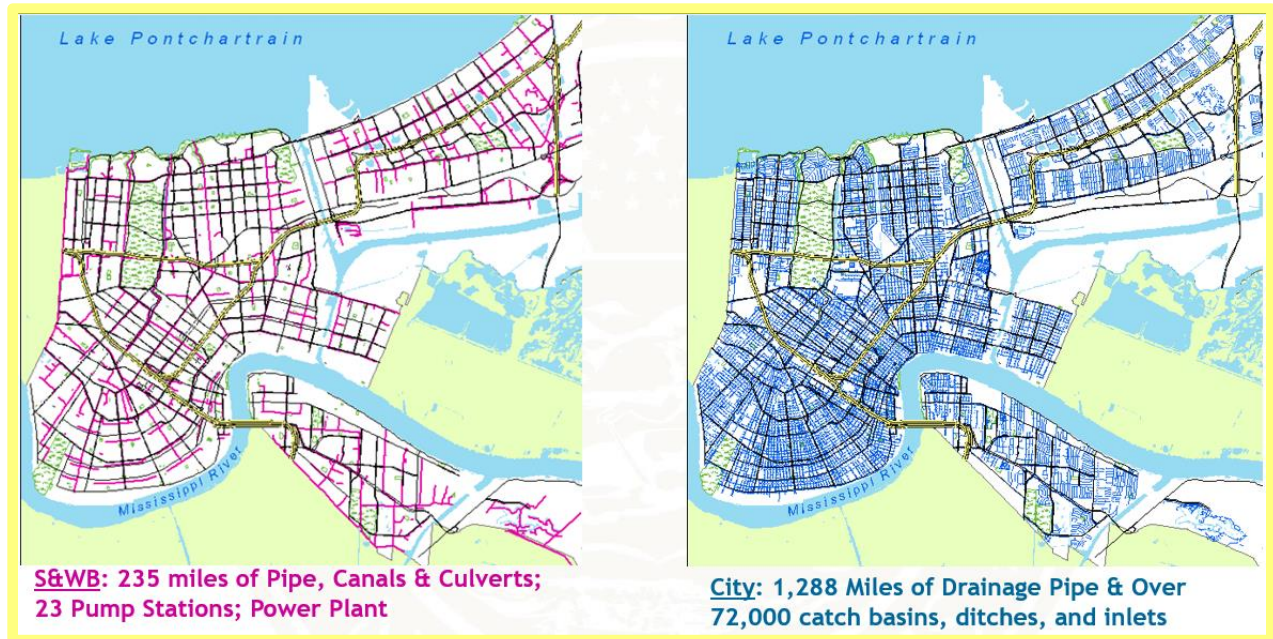 Lake Pontchartrain
Mississippi River
S&WB: 235 miles of Pipe, Canals & Culverts;
23 Pump Stations; Power Plant
Lake Pontchartrain
Mississippi River
City: 1,288 Miles of Drainage Pipe & Over
72,000 catch basins, ditches, and inlets